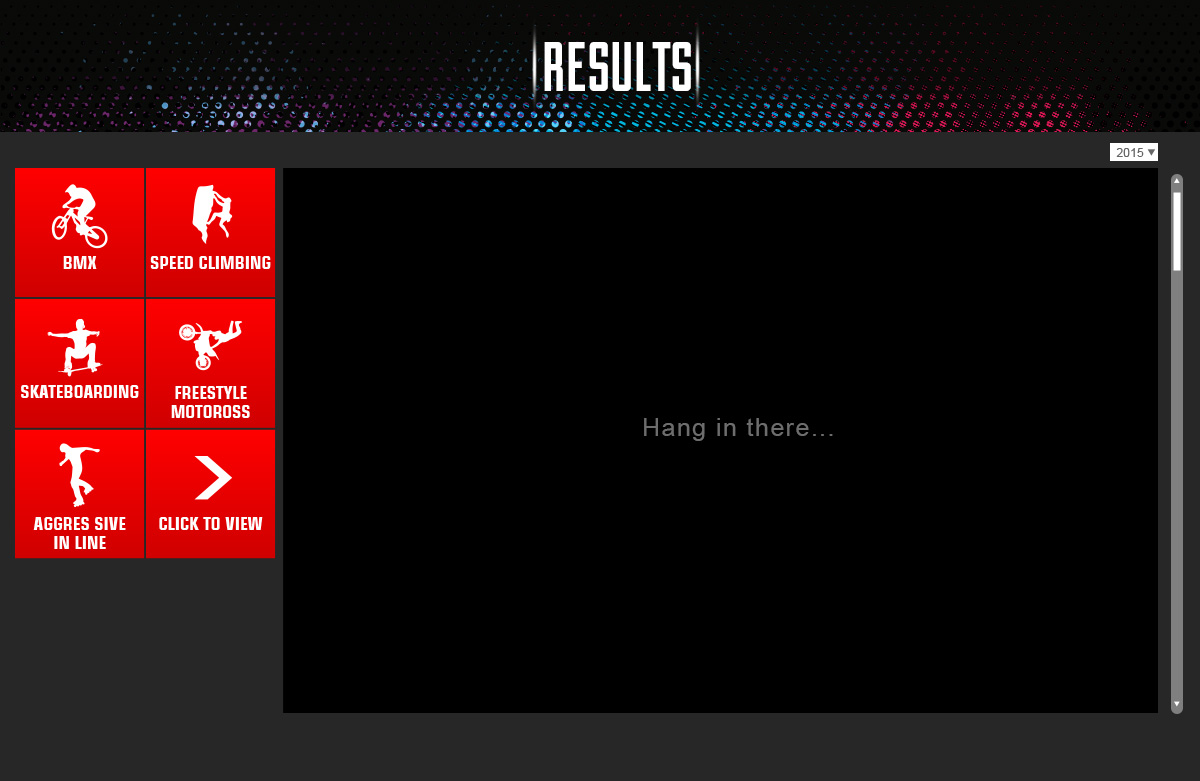 RESULTS
2015
BMX
SPEED CLIMBING
SKATEBOARDING
FREESTYLE
MOTOROSS
AGGRES SIVE
IN LINE
CLICK TO VIEW
Hang in there...